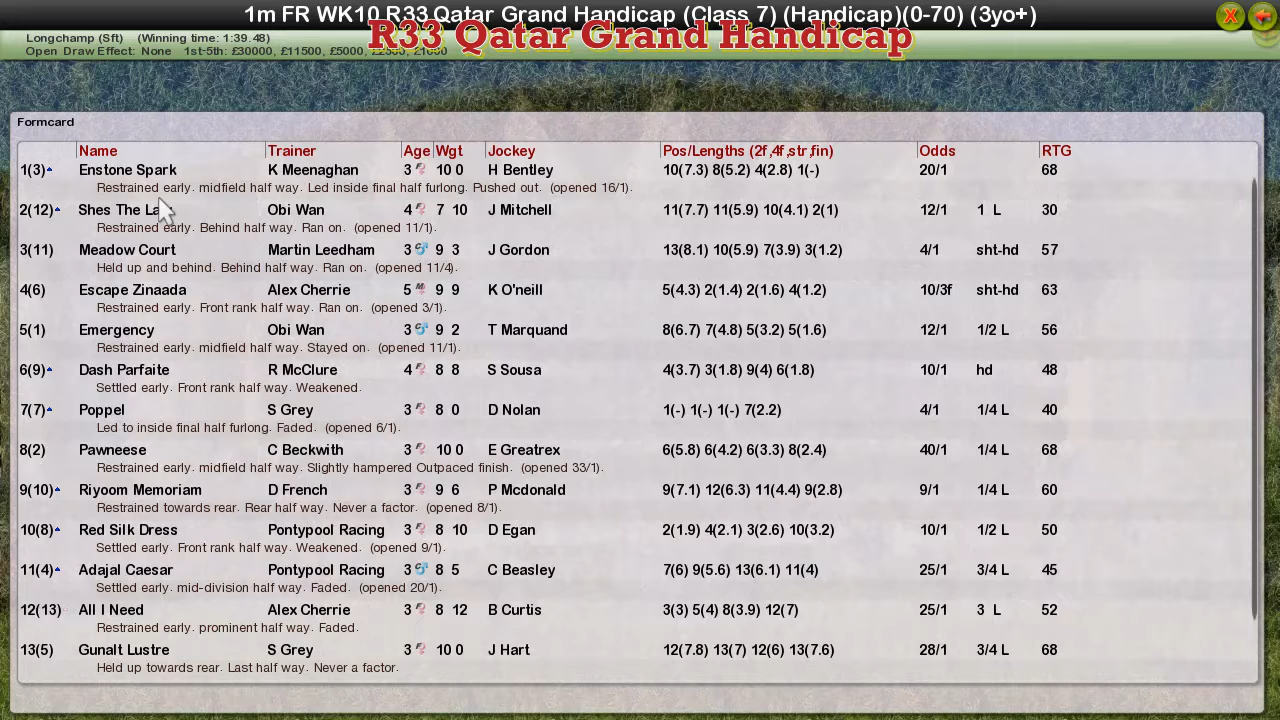 1m FR WK10 R33 Qatar Grand Handicap (Class 7) (Handicap)(0-70) (3yo+)
R33 Qatar Grand Handicap
Longchamp (Sft) (Winning time: 1:39.48)
Open Draw Effect: None 1st-5th: £30000, £11500, £5000, £2500, £1000
Formcard
Name Trainer Age Wgt Jockey Pos/Lengths (2f,4f,str,fin) Odds RTG
1(3) Enstone Spark K Meenaghan 3 10 0 H Bentley 10(7.3) 8(5.2) 4(2.8) 1(-) 20/1 68
Restrained early. midfield half way. Led inside final half furlong. Pushed out. (opened 16/1).
2(12) Shes The La Obi Wan 4 7 10 J Mitchell 11(7.7) 11(5.9) 10(4.1) 2(1) 12/1 1 L 30
Restrained early. Behind half way. Ran on. (opened 11/1).
3(11) Meadow Court Martin Leedham 3 9 3 J Gordon 13(8.1) 10(5.9) 7(3.9) 3(1.2) 4/1 sht-hd 57
Held up and behind. Behind half way. Ran on. (opened 11/4).
4(6) Escape Zinaada Alex Cherrie 5 9 9 K O'neill 5(4.3) 2(1.4) 2(1.6) 4(1.2) 10/3f sht-hd 63
Restrained early. Front rank half way. Ran on. (opened 3/1).
5(1) Emergency Obi Wan 3 9 2 T Marquand 8(6.7) 7(4.8) 5(3.2) 5(1.6) 12/1 1/2 L 56
Restrained early. midfield half way. Stayed on. (opened 11/1).
6(9) Dash Parfaite R McClure 4 8 8 S Sousa 4(3.7) 3(1.8) 9(4) 6(1.8) 10/1 hd 48
Settled early. Front rank half way. Weakened.
7(7) Poppel S Grey 3 8 0 D Nolan 1(-) 1(-) 1(-) 7(2.2) 4/1 1/4 L 40
Led to inside final half furlong. Faded. (opened 6/1).
8(2) Pawneese C Beckwith 3 10 0 E Greatrex 6(5.8) 6(4.2) 6(3.3) 8(2.4) 40/1 1/4 L 68
Restrained early. midfield half way. Slightly hampered Outpaced finish. (opened 33/1).
9(10) Riyoom Memoriam D French 3 9 6 P Mcdonald 9(7.1) 12(6.3) 11(4.4) 9(2.8) 9/1 1/4 L 60
Restrained towards rear. Rear half way. Never a factor. (opened 8/1).
10(8) Red Silk Dress Pontypool Racing 3 8 10 D Egan 2(1.9) 4(2.1) 3(2.6) 10(3.2) 10/1 1/2 L 50
Settled early. Front rank half way. Weakened. (opened 9/1).
11(4) Adajal Caesar Pontypool Racing 3 8 5 C Beasley 7(6) 9(5.6) 13(6.1) 11(4) 25/1 3/4 L 45
Settled early. mid-division half way. Faded. (opened 20/1).
12(13) All I Need Alex Cherrie 3 8 12 B Curtis 3(3) 5(4) 8(3.9) 12(7) 25/1 3 L 52
Restrained early. prominent half way. Faded.
13(5) Gunalt Lustre S Grey 3 10 0 J Hart 12(7.8) 13(7) 12(6) 13(7.6) 28/1 3/4 L 68
Held up towards rear. Last half way. Never a factor.